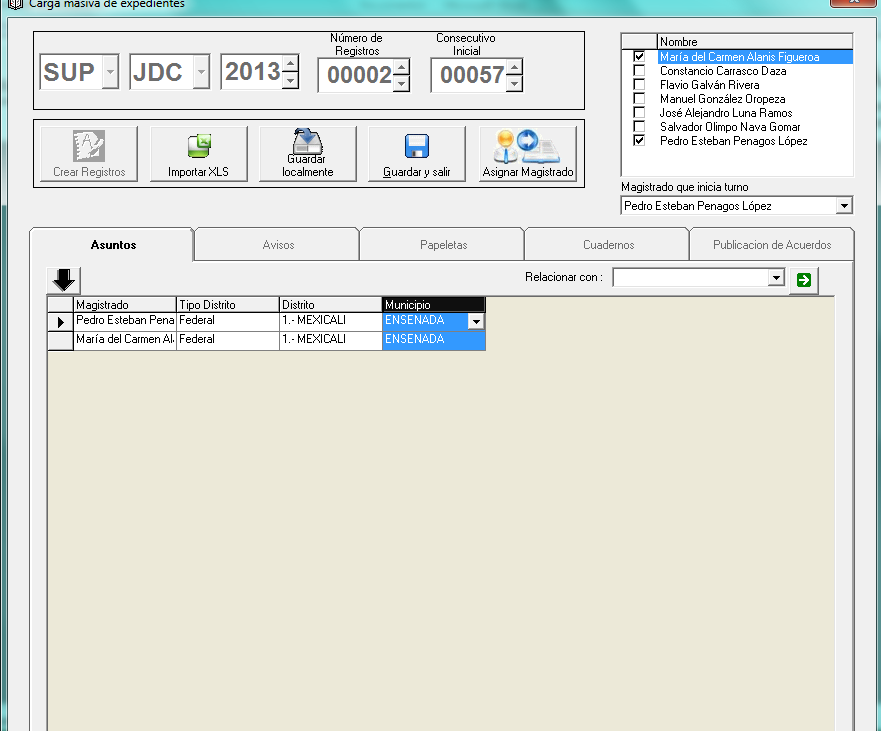 Carga masiva de expedientes
Número de Registros
Consecutivo Inicial
SUP JDC 2013 00002 00057
Crear Registros
Importar XLS
Guardar localmente
Guardar y salir
Asignar Magistrado
Nombre
María del Carmen Alanis Figueroa
Constancio Carrasco Daza
Flavio Galván Rivera
Manuel González Oropeza
José Alejandro Luna Ramos
Salvador Olimpo Nava Gomar
Pedro Esteban Penagos López
Magistrado que inicia turno
Pedro Esteban Penagos López
Asuntos Avisos Papeletas Cuadernos Publicacion de Acuerdos
Relacionar con :
Magistrado Tipo Distrito Distrito Municipio
Pedro Esteban Pena Federal 1.- MEXICALI ENSENADA
María del Carmen Al Federal 1.- MEXICALI ENSENADA